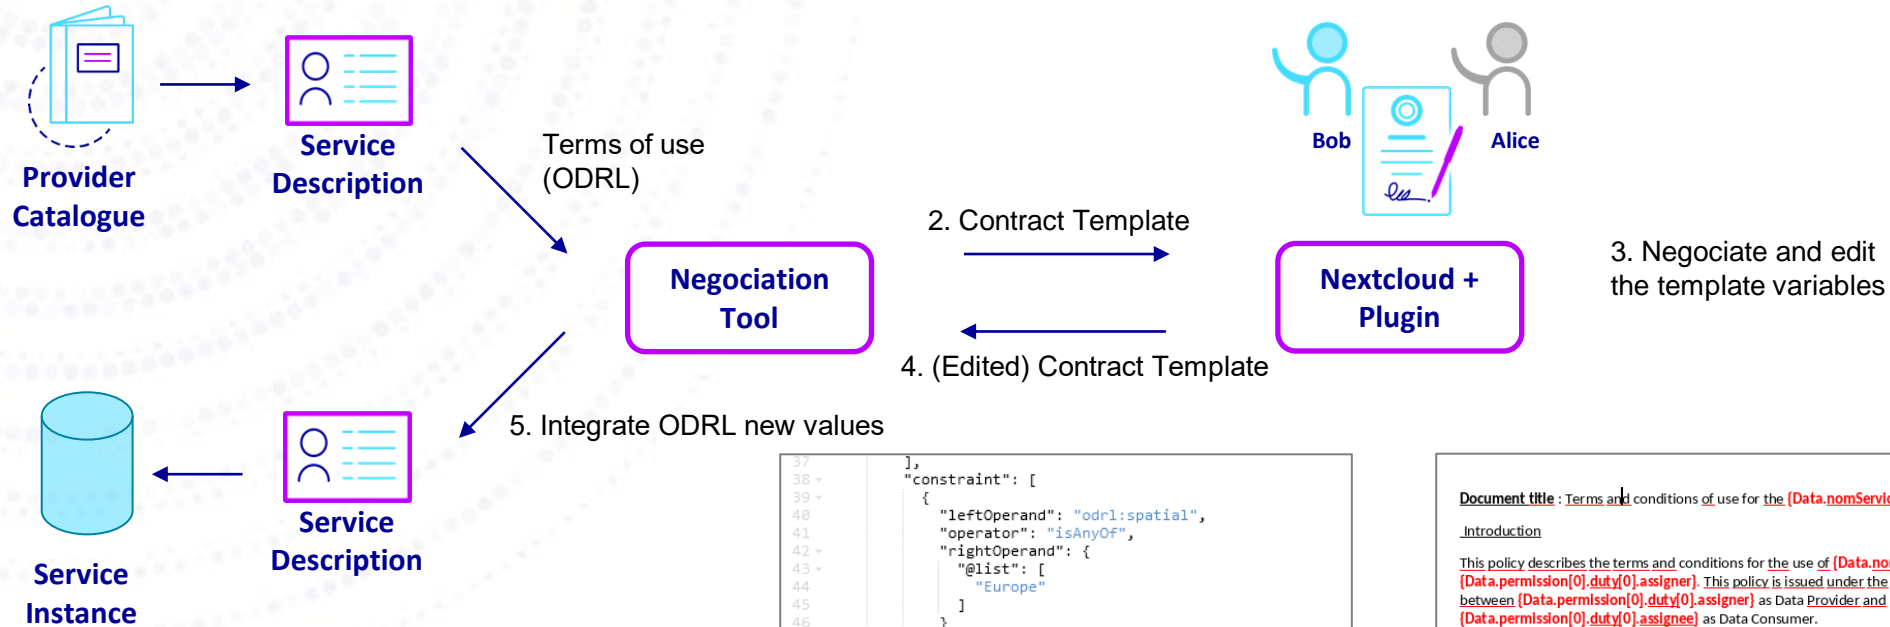 Provider
Catalogue
Service
Description
Terms of use
(ODRL)
Negociation
Tool
2. Contract Template
4. (Edited) Contract Template
Bob
Alice
Nextcloud +
Plugin
3. Negociate and edit
the template variables
5. Integrate ODRL new values
Service
Description
Service
Instance
37 ],
38 "constraint": [
39 {
40 "leftOperand": "odrl:spatial",
41 "operator": "isAnyOf",
42 "rightOperand": {
43 "@list": [
44 "Europe"
45 ]
46 }
Document title : Terms and conditions of use for the {Data.nomServic
Introduction
This policy describes the terms and conditions for the use of {Data.no
{Data.permission[0].duty[0].assigner}. This policy is issued under the
between {Data.permission[0].duty[0].assigner} as Data Provider and
{Data.permission[0].duty[0].assignee} as Data Consumer.